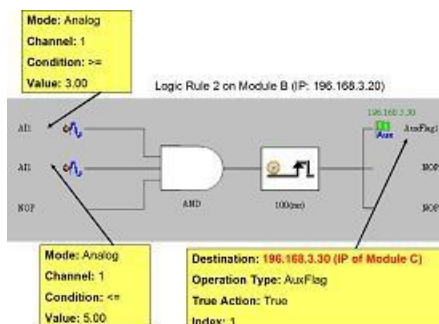 Mode: Analog
Channel: 1
Condition: >=
Value: 3.00
Logic Rule 2 on Module B (IP: 196.168.3.20)
196.168.3.30
AI1
Aux
AuxFlag1
AI1
NOP
NOP
AND
100(ms)
NOP
Mode: Analog
Channel: 1
Condition: <=
Value: 5.00
Destination: 196.168.3.30 (IP of Module C)
Operation Type: AuxFlag
True Action: True
Index: 1